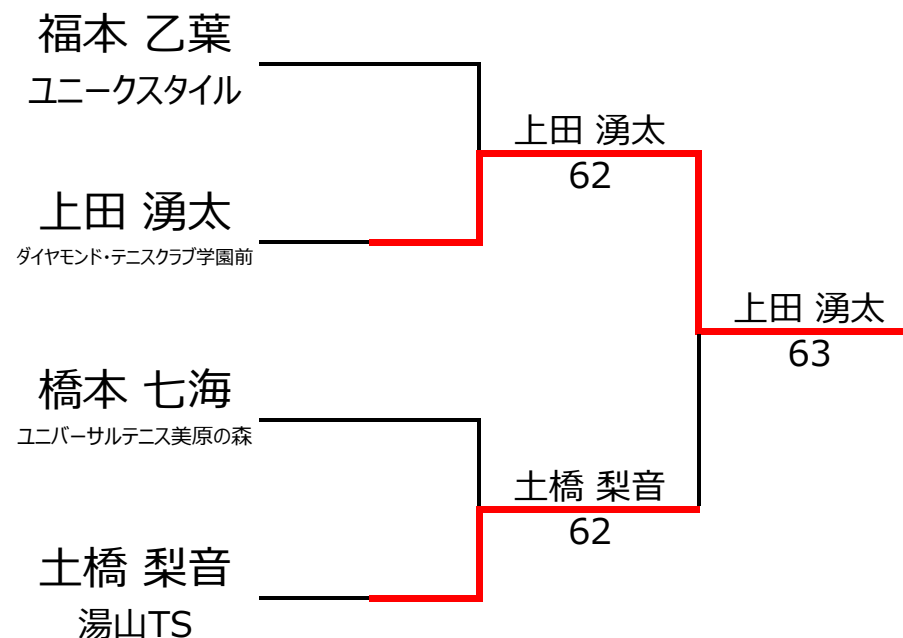 福本 乙葉
ユニークスタイル
上田 湧太
62
上田 湧太
ダイヤモンド・テニスクラブ学園前
上田 湧太
63
橋本 七海
ユニバーサルテニス美原の森
土橋 梨音
62
土橋 梨音
湯山TS